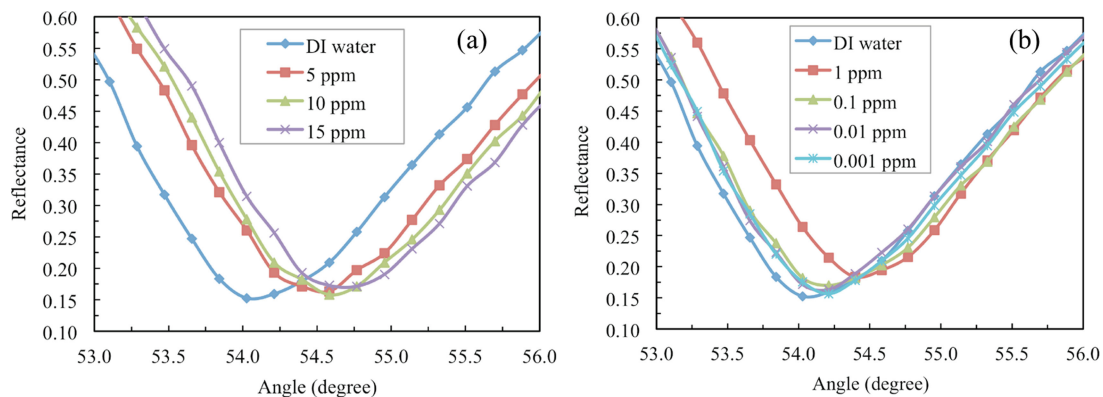 (a)
0.60
0.55
0.50
0.45
0.40
0.35
0.30
0.25
0.20
0.15
0.10
Reflectance
DI water
5 ppm
10 ppm
15 ppm
53.0 53.5 54.0 54.5 55.0 55.5 56.0
Angle (degree)
(b)
0.60
0.55
0.50
0.45
0.40
0.35
0.30
0.25
0.20
0.15
0.10
Reflectance
DI water
1 ppm
0.1 ppm
0.01 ppm
0.001 ppm
53.0 53.5 54.0 54.5 55.0 55.5 56.0
Angle (degree)